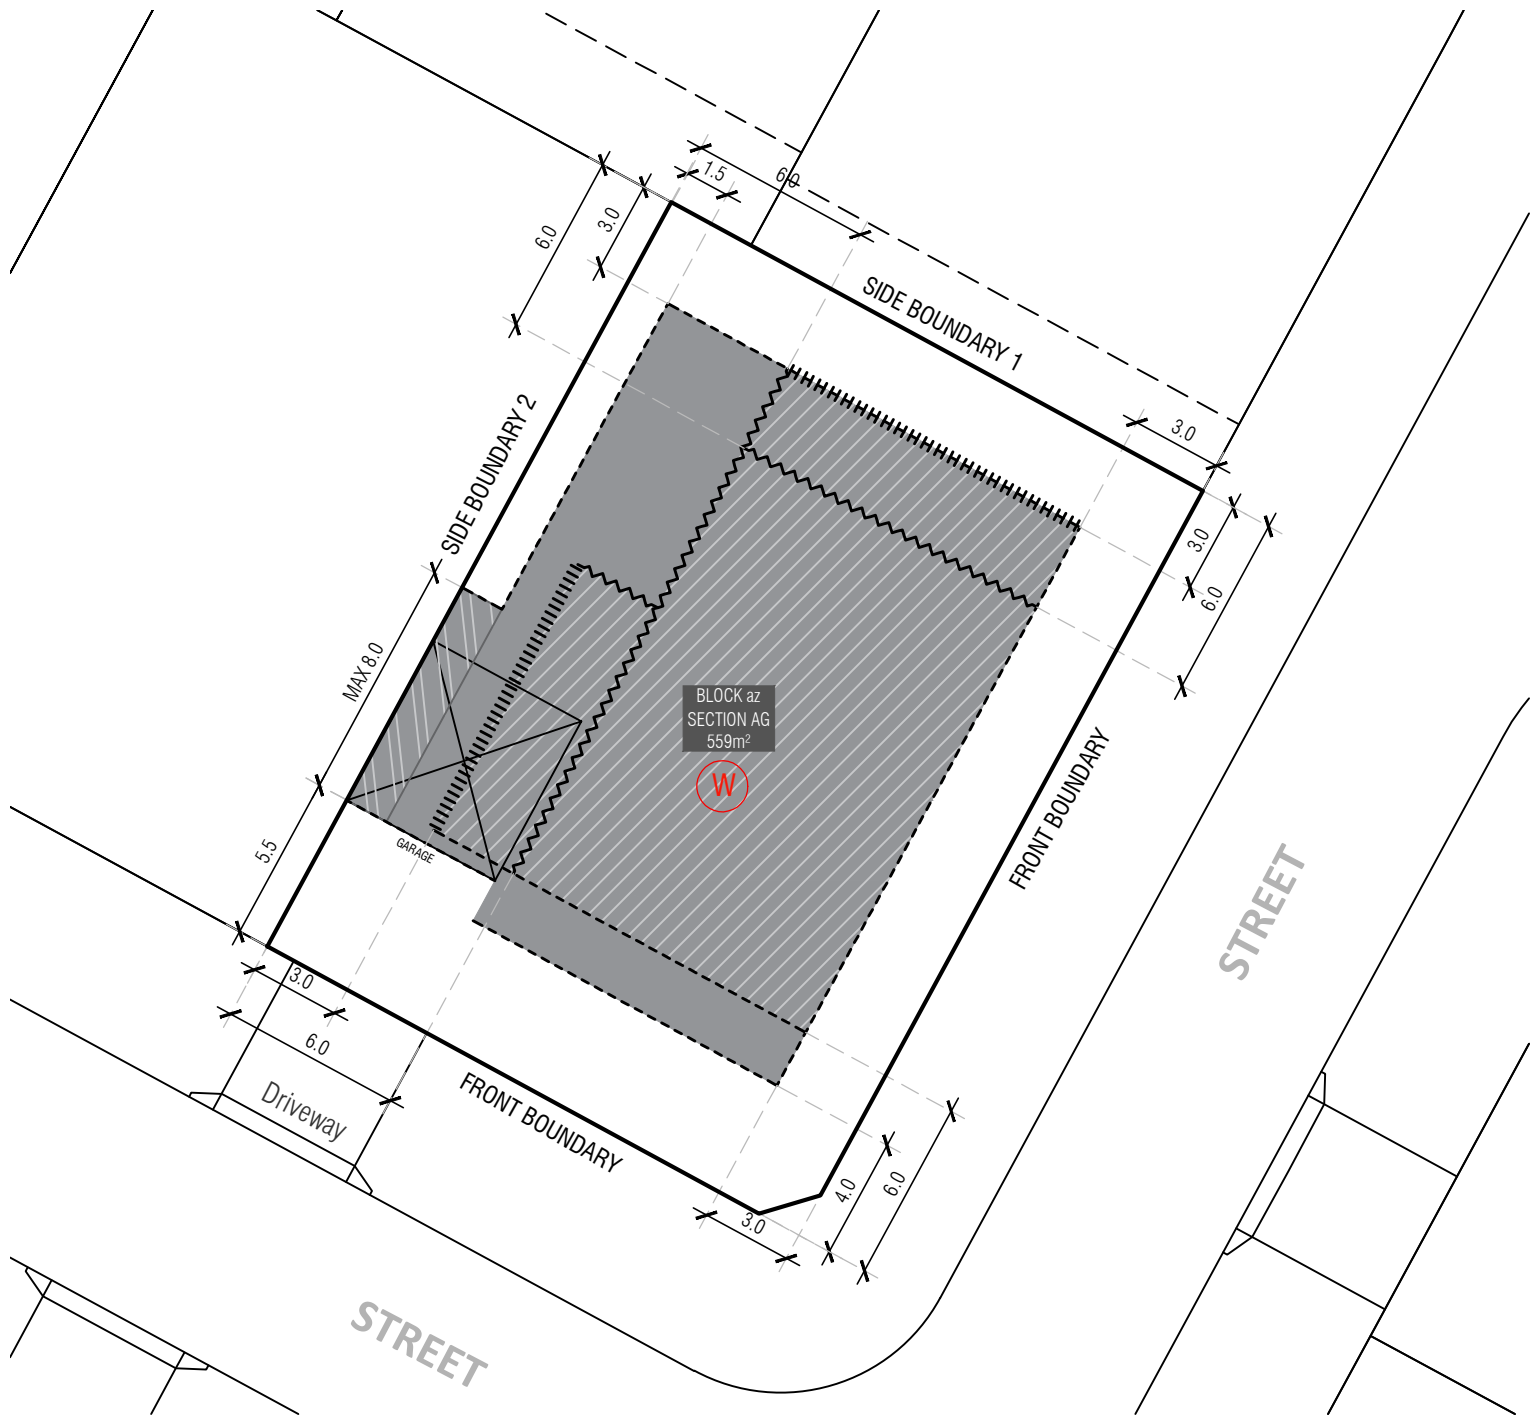 1.5
6.0
6.0
3.0
SIDE BOUNDARY 1
3.0
SIDE BOUNDARY 2
3.0
6.0
MAX 8.0
BLOCK az
SECTION AG
559m²
W
FRONT BOUNDARY
5.5
GARAGE
STREET
3.0
6.0
Driveway
FRONT BOUNDARY
4.0
6.0
3.0
STREET